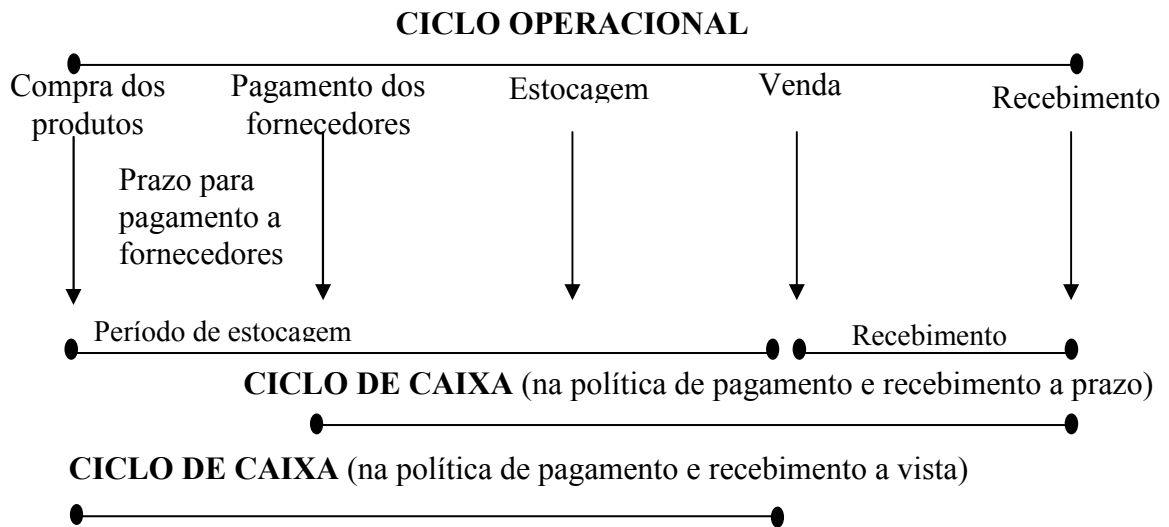 CICLO OPERACIONAL
Compra dos
produtos
Pagamento dos
fornecedores
Estocagem
Venda
Recebimento
Prazo para
pagamento a
fornecedores
Período de estocagem
Recebimento
CICLO DE CAIXA (na política de pagamento e recebimento a prazo)
CICLO DE CAIXA (na política de pagamento e recebimento a vista)